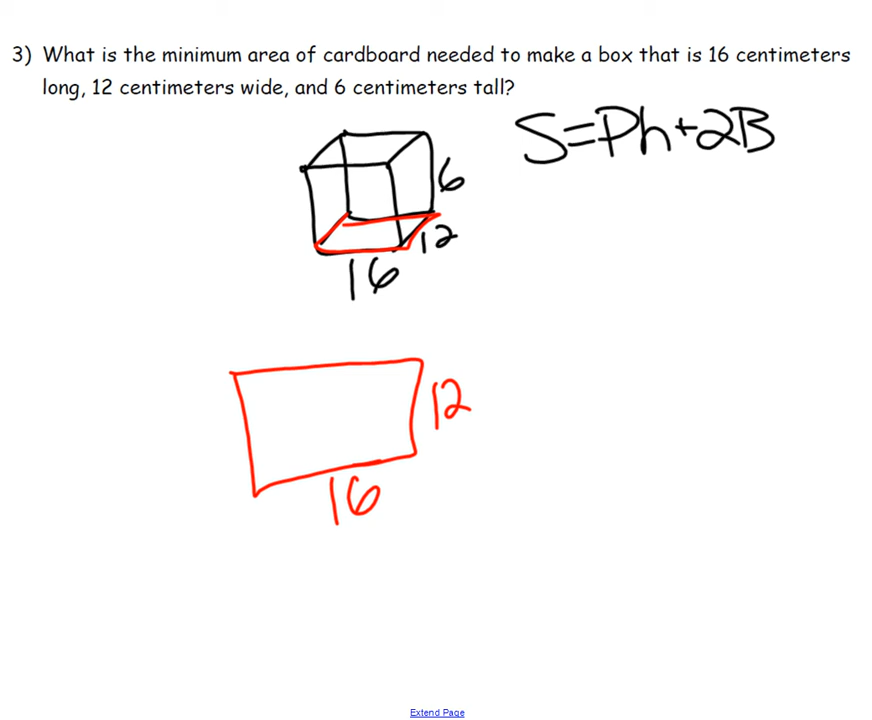 3) What is the minimum area of cardboard needed to make a box that is 16 centimeters
long, 12 centimeters wide, and 6 centimeters tall?
S=Ph+2B
6
12
16
12
16
Extend Page